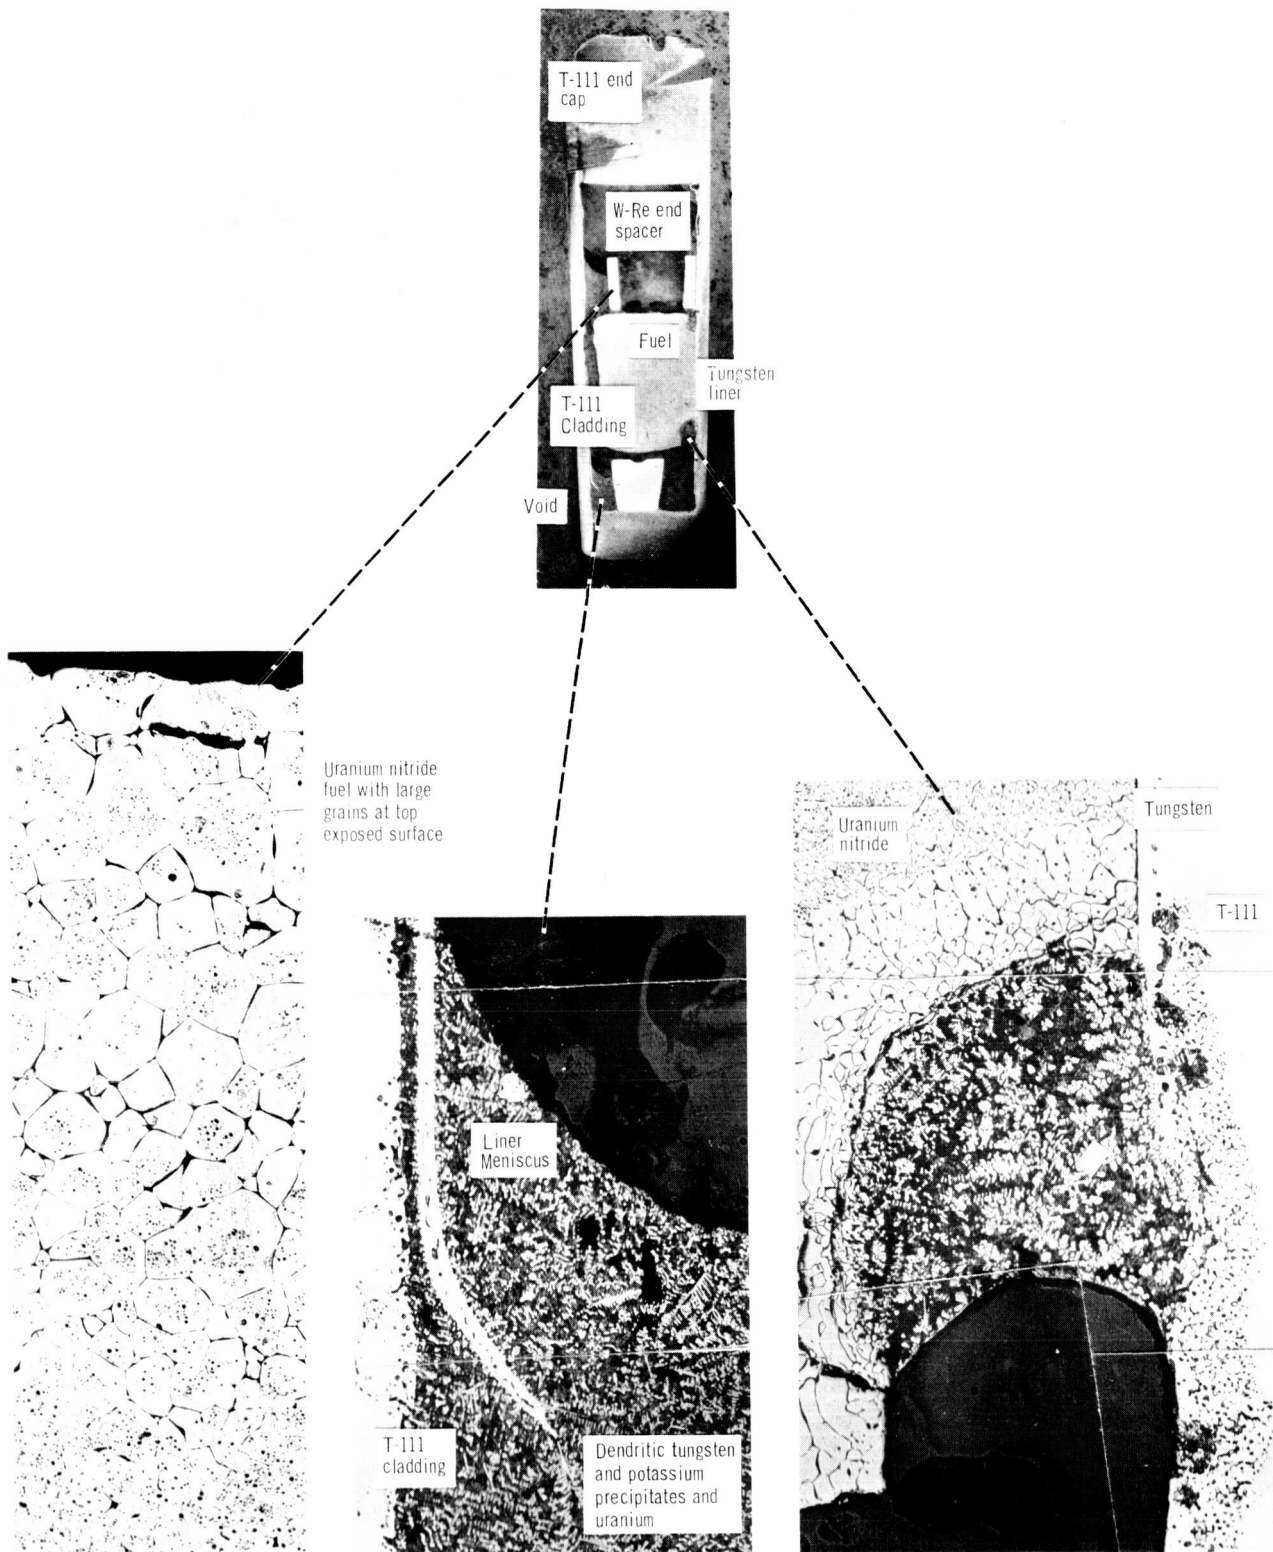 T-111 end
cap
W-Re end
spacer
Fuel
Tungsten
liner
T-111
Cladding
Void
Uranium nitride
fuel with large
grains at top
exposed surface
Uranium
nitride
Tungsten
T-111
Liner
Meniscus
T-111
cladding
Dendritic tungsten
and potassium
precipitates and
uranium